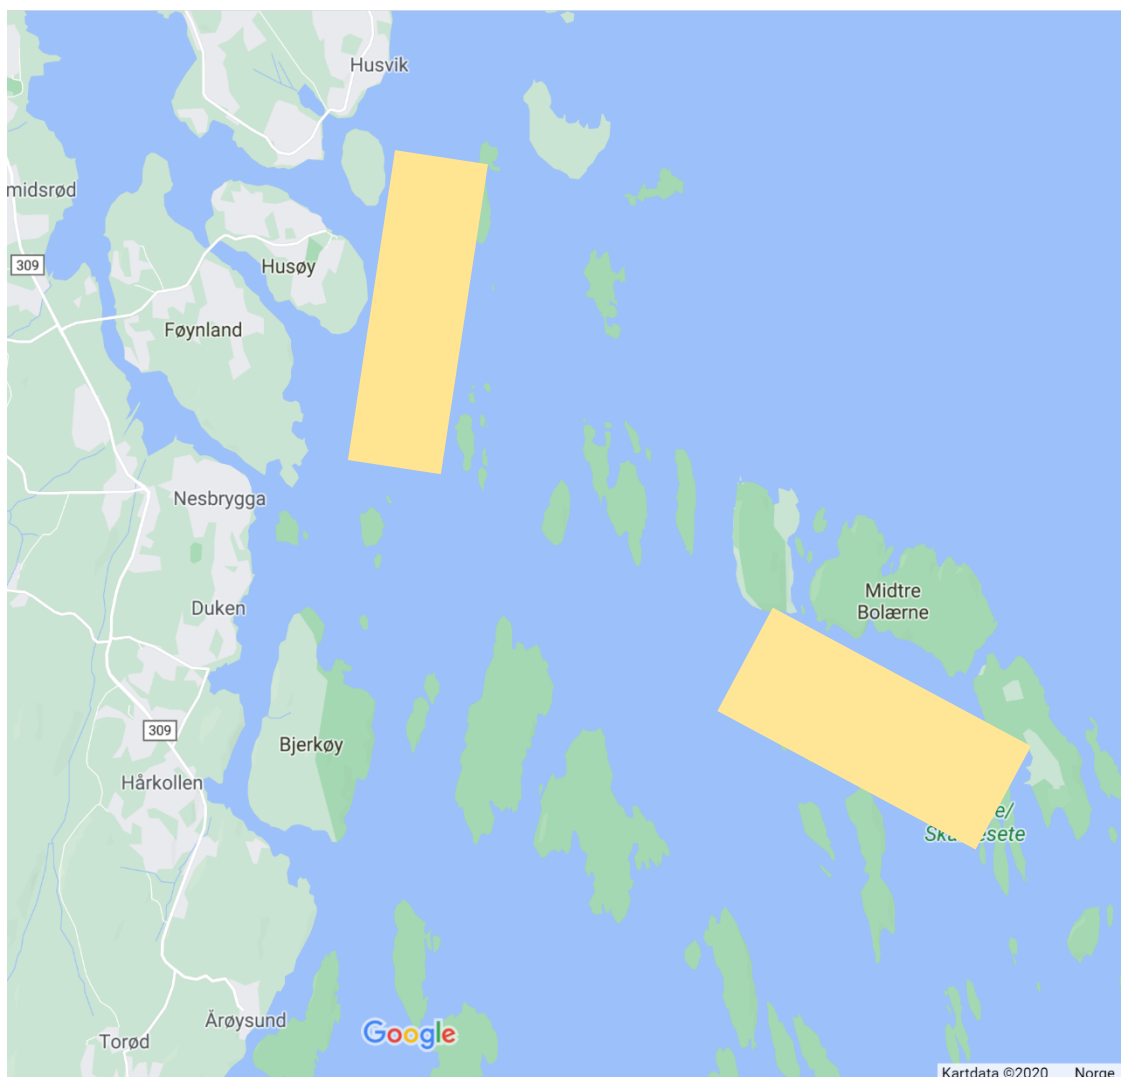 Husvik
midsrød
309
Husøy
Føynland
Nesbrygga
Midtre
Bolærne
Duken
309
Bjerkøy
Hårkollen
Årøysund
Google
Torød
Kartdata ©2020 Norge